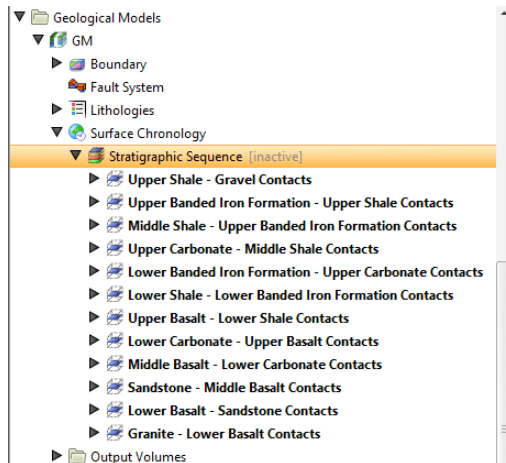 Geological Models
GM
Boundary
Fault System
Lithologies
Surface Chronology
Stratigraphic Sequence [inactive]
Upper Shale - Gravel Contacts
Upper Banded Iron Formation - Upper Shale Contacts
Middle Shale - Upper Banded Iron Formation Contacts
Upper Carbonate - Middle Shale Contacts
Lower Banded Iron Formation - Upper Carbonate Contacts
Lower Shale - Lower Banded Iron Formation Contacts
Upper Basalt - Lower Shale Contacts
Lower Carbonate - Upper Basalt Contacts
Middle Basalt - Lower Carbonate Contacts
Sandstone - Middle Basalt Contacts
Lower Basalt - Sandstone Contacts
Granite - Lower Basalt Contacts
Output Volumes